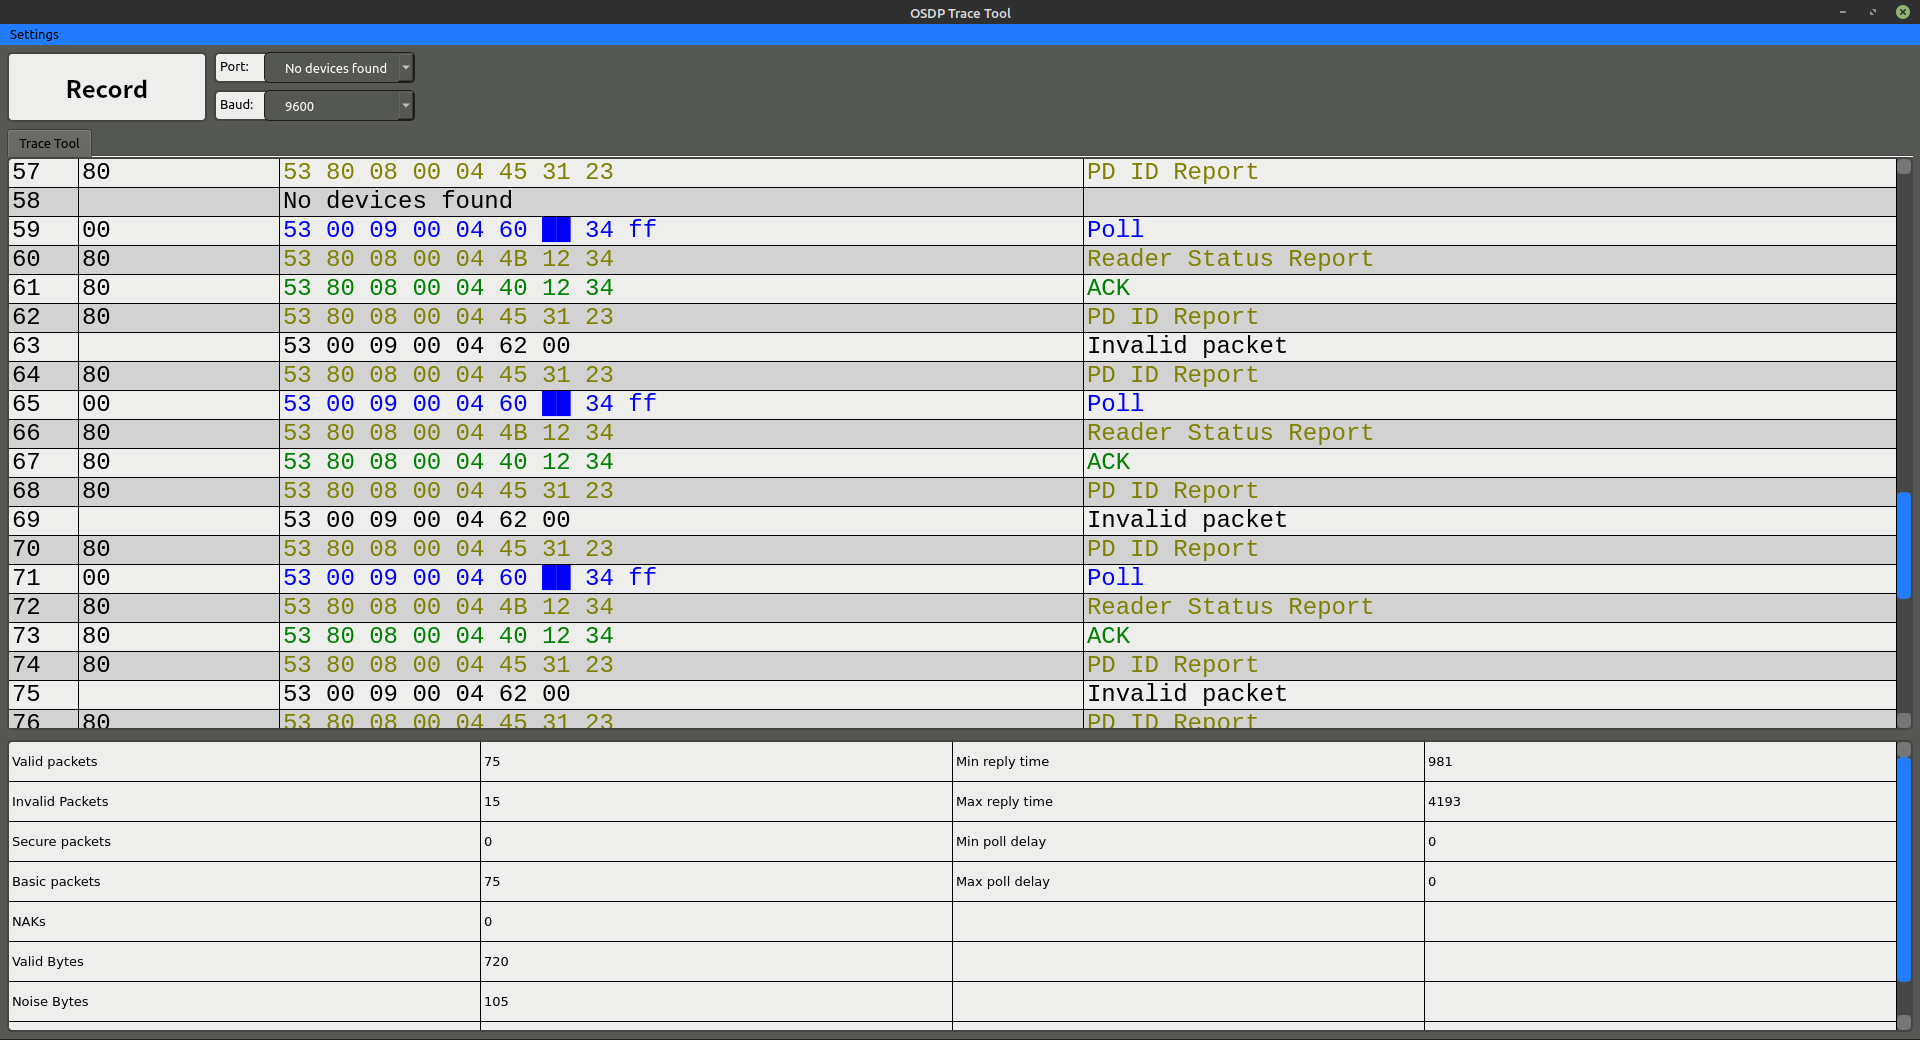 OSDP Trace Tool
Settings
Record
Port: No devices found
Baud: 9600
Trace Tool
57 80 53 80 08 00 04 45 31 23 PD ID Report
58 No devices found
59 00 53 00 09 00 04 60 ██ 34 ff Poll
60 80 53 80 08 00 04 4B 12 34 Reader Status Report
61 80 53 80 08 00 04 40 12 34 ACK
62 80 53 80 08 00 04 45 31 23 PD ID Report
63 53 00 09 00 04 62 00 Invalid packet
64 80 53 80 08 00 04 45 31 23 PD ID Report
65 00 53 00 09 00 04 60 ██ 34 ff Poll
66 80 53 80 08 00 04 4B 12 34 Reader Status Report
67 80 53 80 08 00 04 40 12 34 ACK
68 80 53 80 08 00 04 45 31 23 PD ID Report
69 53 00 09 00 04 62 00 Invalid packet
70 80 53 80 08 00 04 45 31 23 PD ID Report
71 00 53 00 09 00 04 60 ██ 34 ff Poll
72 80 53 80 08 00 04 4B 12 34 Reader Status Report
73 80 53 80 08 00 04 40 12 34 ACK
74 80 53 80 08 00 04 45 31 23 PD ID Report
75 53 00 09 00 04 62 00 Invalid packet
76 80 53 80 08 00 04 45 31 23 PD ID Report
Valid packets 75 Min reply time 981
Invalid Packets 15 Max reply time 4193
Secure packets 0 Min poll delay 0
Basic packets 75 Max poll delay 0
NAKs 0
Valid Bytes 720
Noise Bytes 105